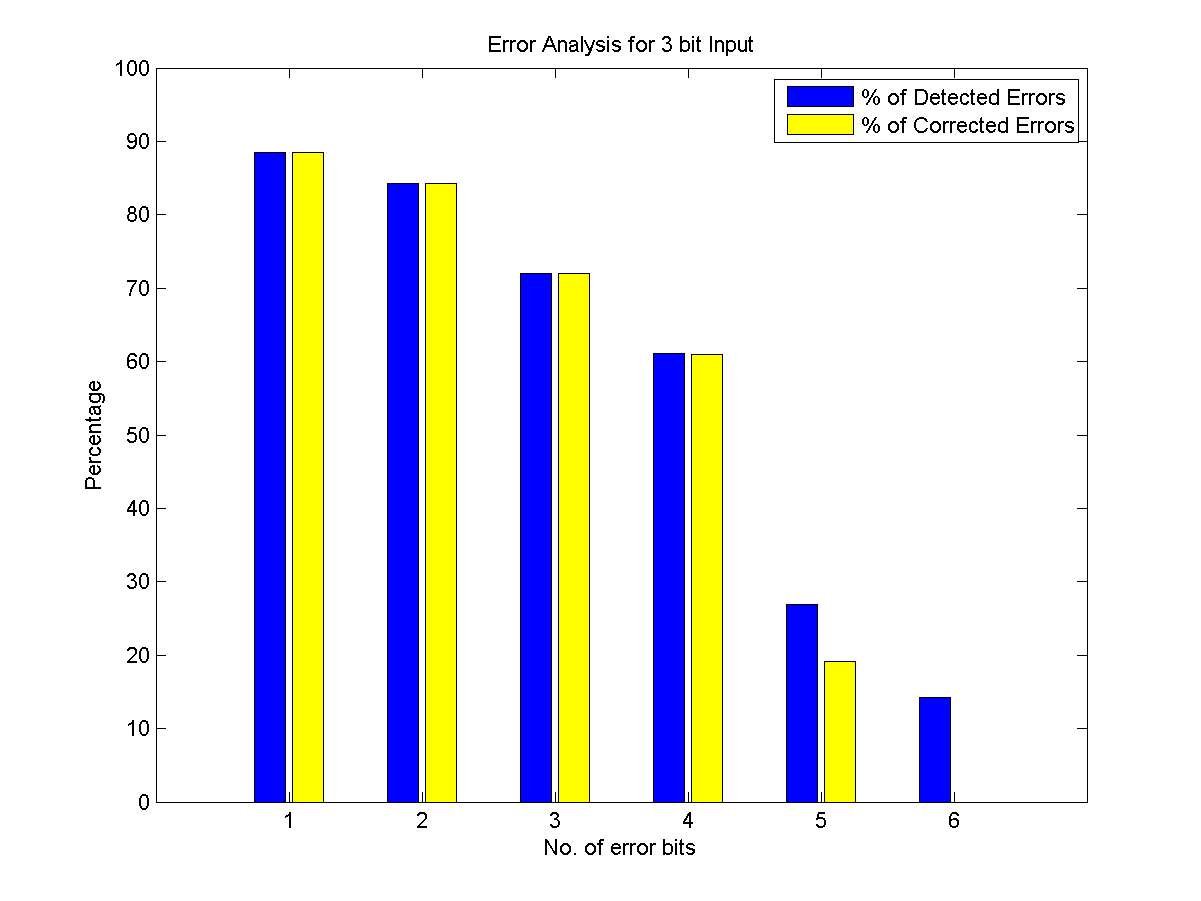 Error Analysis for 3 bit Input
% of Detected Errors
% of Corrected Errors
100
90
80
70
60
50
40
30
20
10
0
Percentage
1 2 3 4 5 6
No. of error bits